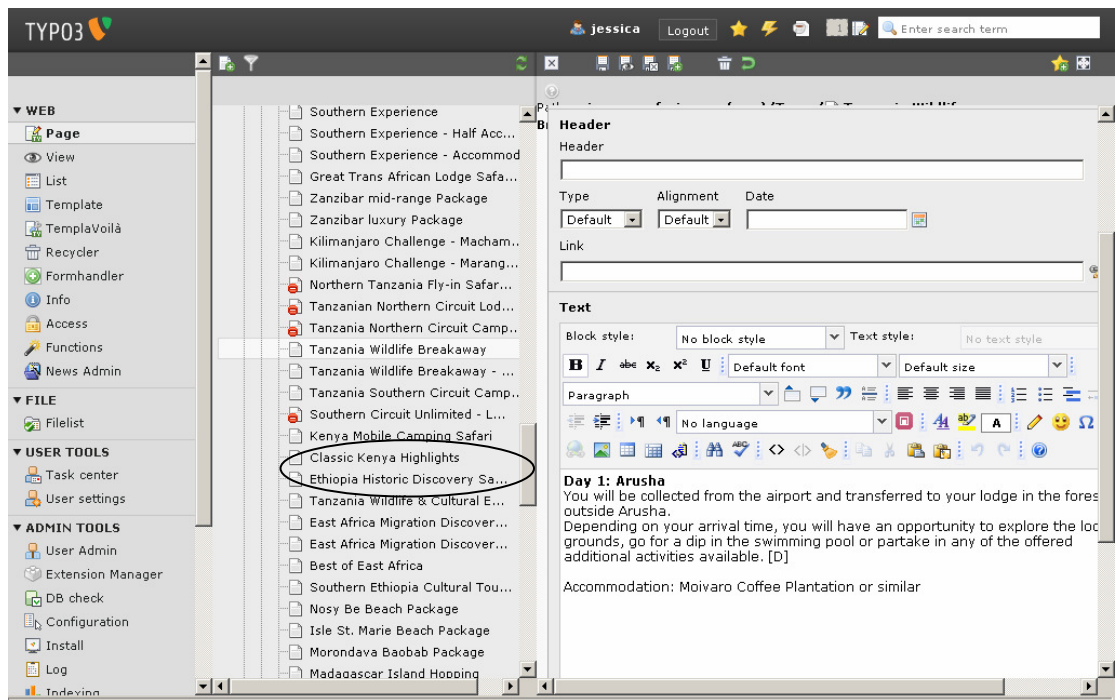 TYPO3
jessica
Logout
1
Enter search term
WEB
Page
View
List
Template
TemplaVoilà
Recycler
Formhandler
Info
Access
Functions
News Admin
FILE
Filelist
USER TOOLS
Task center
User settings
ADMIN TOOLS
User Admin
Extension Manager
DB check
Configuration
Install
Log
Indexing
Southern Experience
Southern Experience - Half Acc...
Southern Experience - Accommod
Great Trans African Lodge Safa...
Zanzibar mid-range Package
Zanzibar luxury Package
Kilimanjaro Challenge - Macham..
Kilimanjaro Challenge - Marang...
Northern Tanzania Fly-in Safar...
Tanzanian Northern Circuit Lod...
Tanzania Northern Circuit Camp..
Tanzania Wildlife Breakaway
Tanzania Wildlife Breakaway - ...
Tanzania Southern Circuit Camp..
Southern Circuit Unlimited - L...
Kenya Mobile Camping Safari
Classic Kenya Highlights
Ethiopia Historic Discovery Sa...
Tanzania Wildlife & Cultural E...
East Africa Migration Discover...
East Africa Migration Discover...
Best of East Africa
Southern Ethiopia Cultural Tou...
Nosy Be Beach Package
Isle St. Marie Beach Package
Morondava Baobab Package
Madagascar Island Hopping
Header
Header
Type Alignment Date
Default Default
Link
Text
Block style: No block style Text style: No text style
B I abc x₂ x² U Default font Default size
Paragraph
No language
Day 1: Arusha
You will be collected from the airport and transferred to your lodge in the fores
outside Arusha.
Depending on your arrival time, you will have an opportunity to explore the loc
grounds, go for a dip in the swimming pool or partake in any of the offered
additional activities available. [D]
Accommodation: Moivaro Coffee Plantation or similar